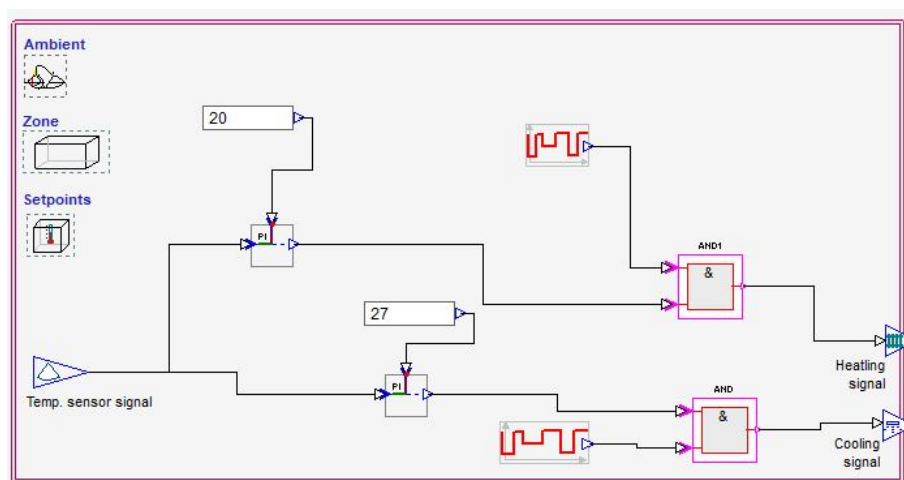 Ambient
Zone
Setpoints
20
PI
AND1
&
27
PI
AND
&
Temp. sensor signal
Heatling
signal
Cooling
signal